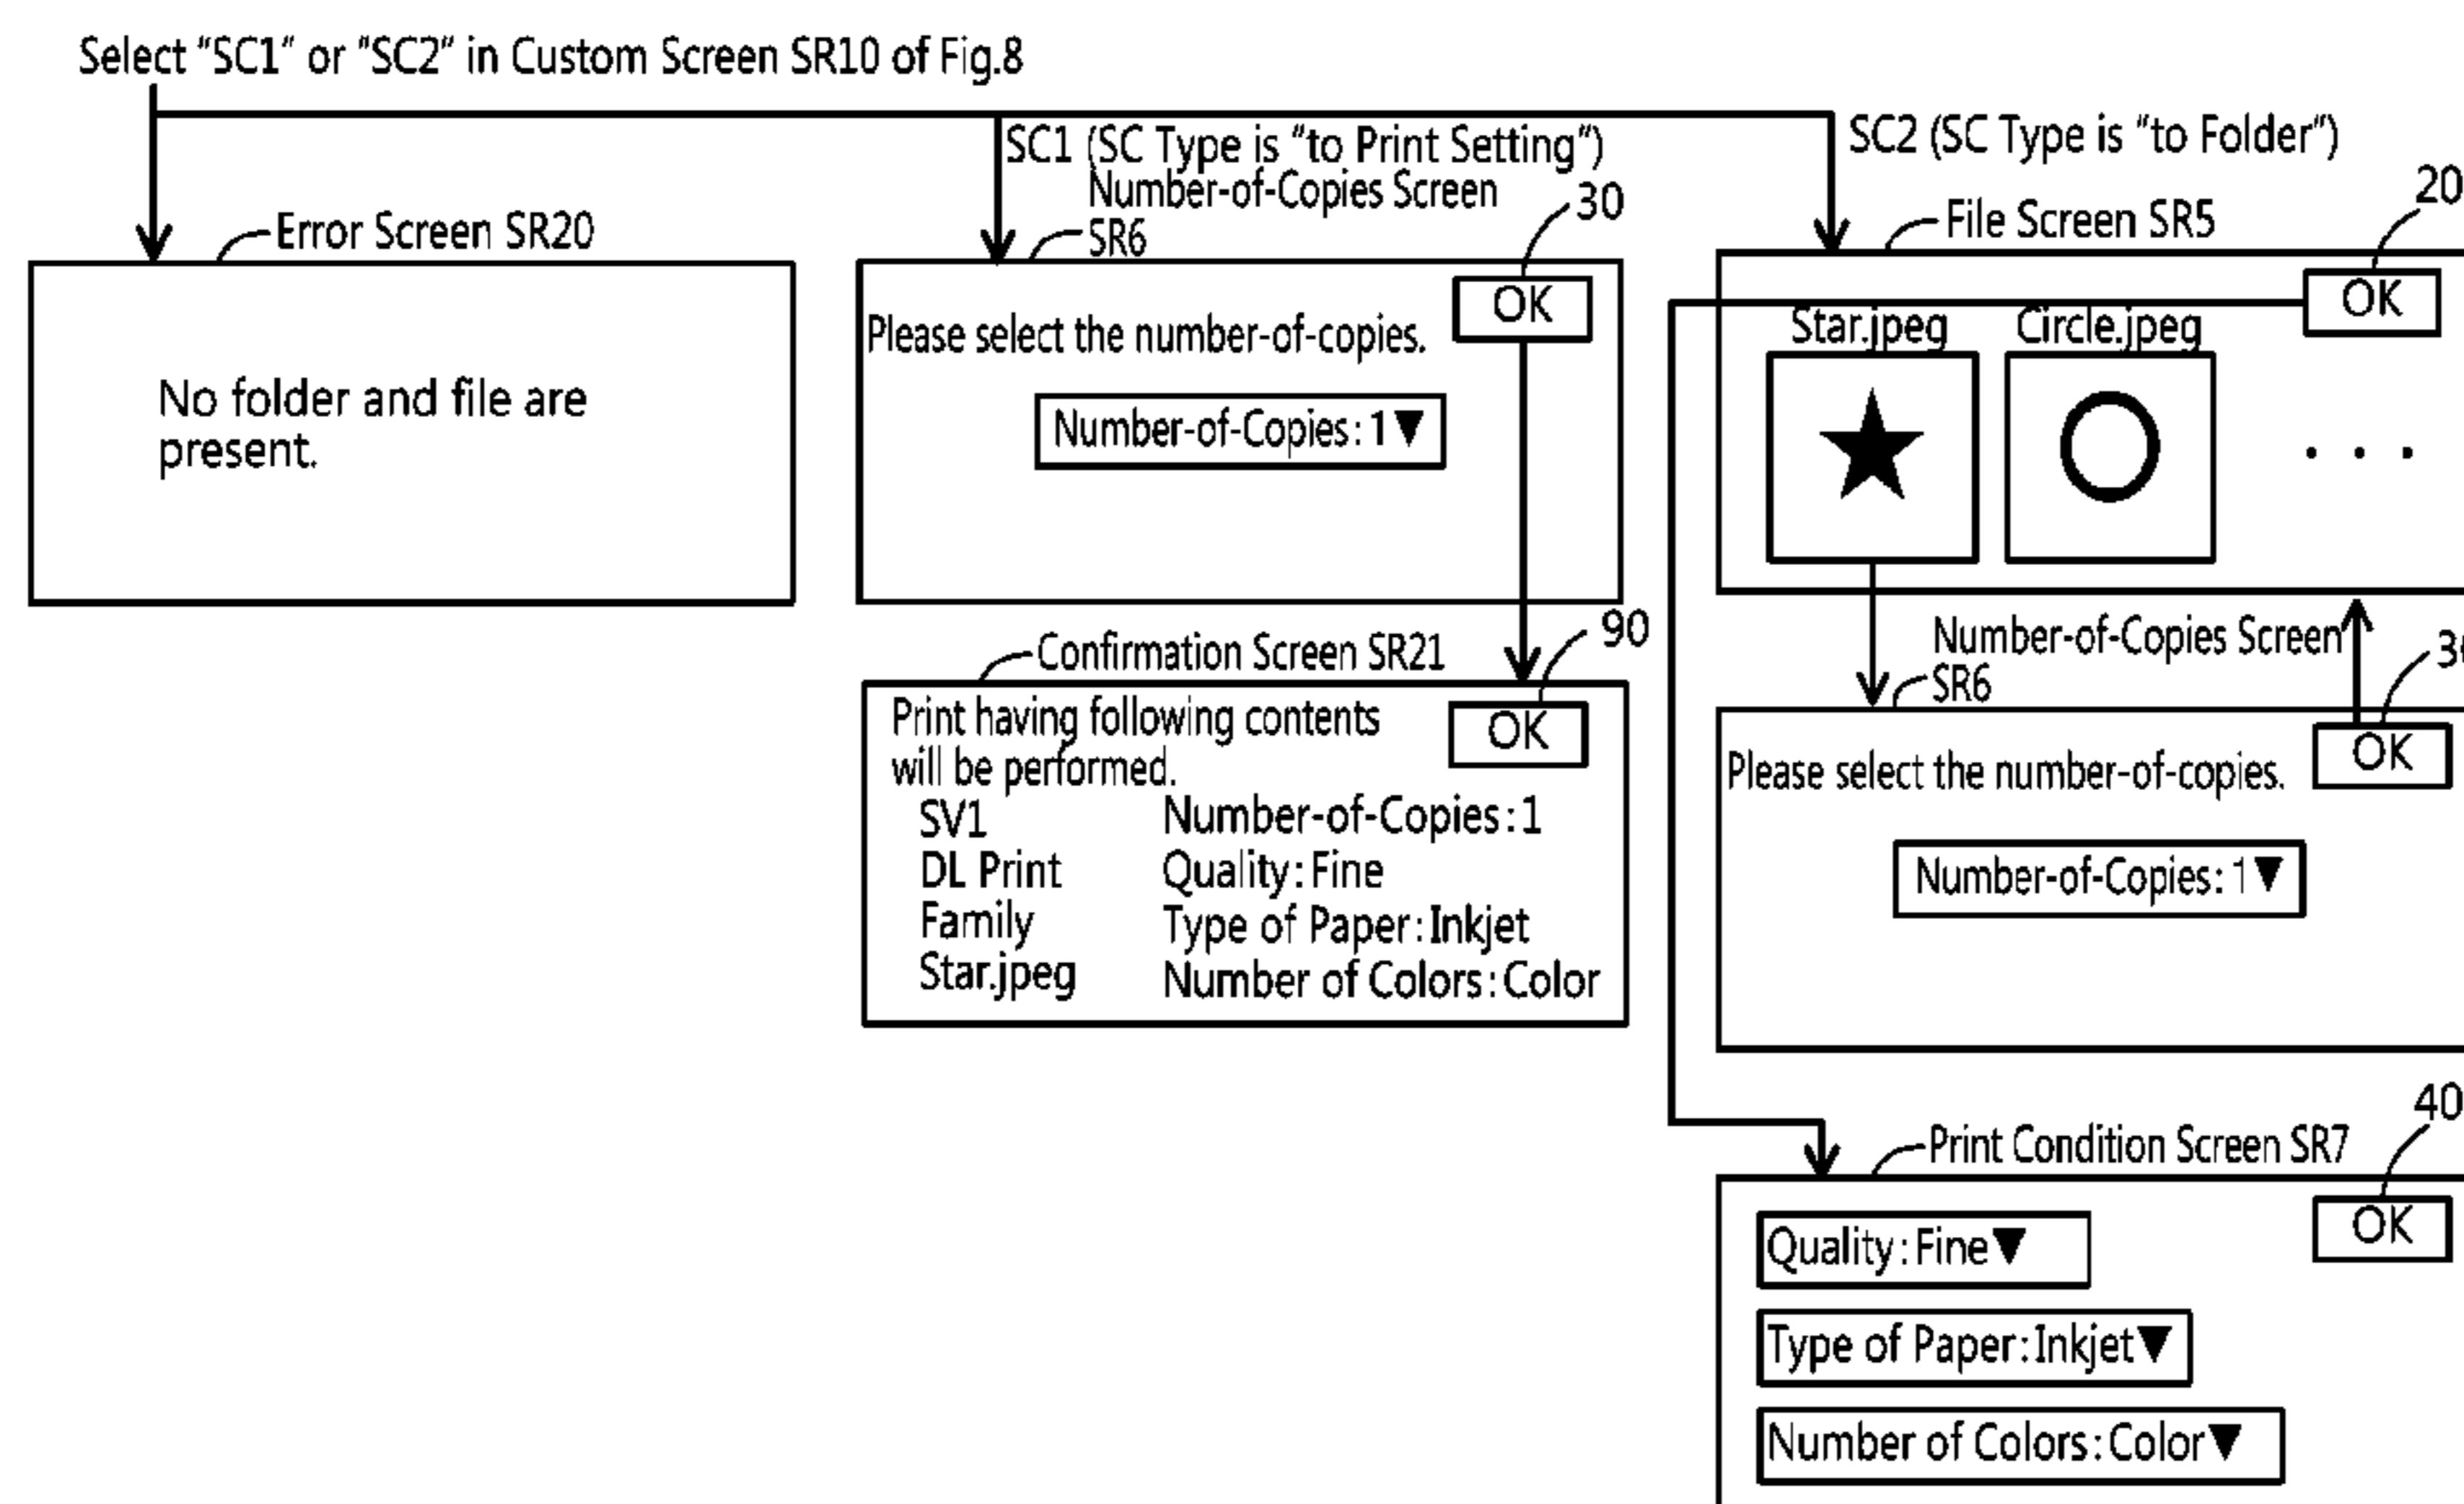 Select "SC1" or "SC2" in Custom Screen SR10 of Fig.8
Error Screen SR20
No folder and file are
present.
SC1 (SC Type is "to Print Setting")
Number-of-Copies Screen
SR6
30
OK
Please select the number-of-copies.
Number-of-Copies:1▼
Confirmation Screen SR21
90
Print having following contents
will be performed.
OK
SV1 Number-of-Copies:1
DL Print Quality:Fine
Family Type of Paper:Inkjet
Star.jpeg Number of Colors:Color
SC2 (SC Type is "to Folder")
20
File Screen SR5
OK
Star.jpeg Circle.jpeg
. . .
Number-of-Copies Screen
SR6
OK
Please select the number-of-copies.
Number-of-Copies:1▼
40
Print Condition Screen SR7
OK
Quality:Fine▼
Type of Paper:Inkjet▼
Number of Colors:Color▼